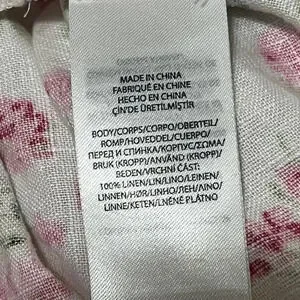 MADE IN CHINA
FABRIQUÉ EN CHINE
HECHO EN CHINA
ÇİN'DE ÜRETİLMİŞTİR
BODY/CORPS/CORPO/OBERTEIL/
ROMP/HOVEDDEL/CUERPO/
ПЕРЕД И СПИНКА/КОРПУС/ΣΩΜΑ/
BRUK (KROPP)/ANVÄND (KROPP)/
BEDEN/VRCHNÍ ČÁST:
100% LINEN/LIN/LINO/LEINEN/
LINNEN/HØR/LINHO/ЛЕН/ΛΙΝΟ/
LINNE/KETEN/LNĚNÉ PLÁTNO